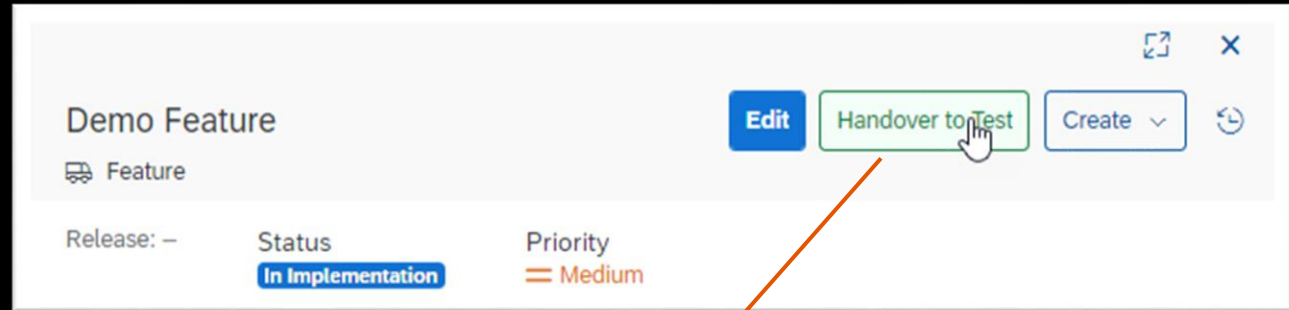 Demo Feature
Edit
Handover to Test
Create
Feature
Release: –
Status
Priority
In Implementation
Medium